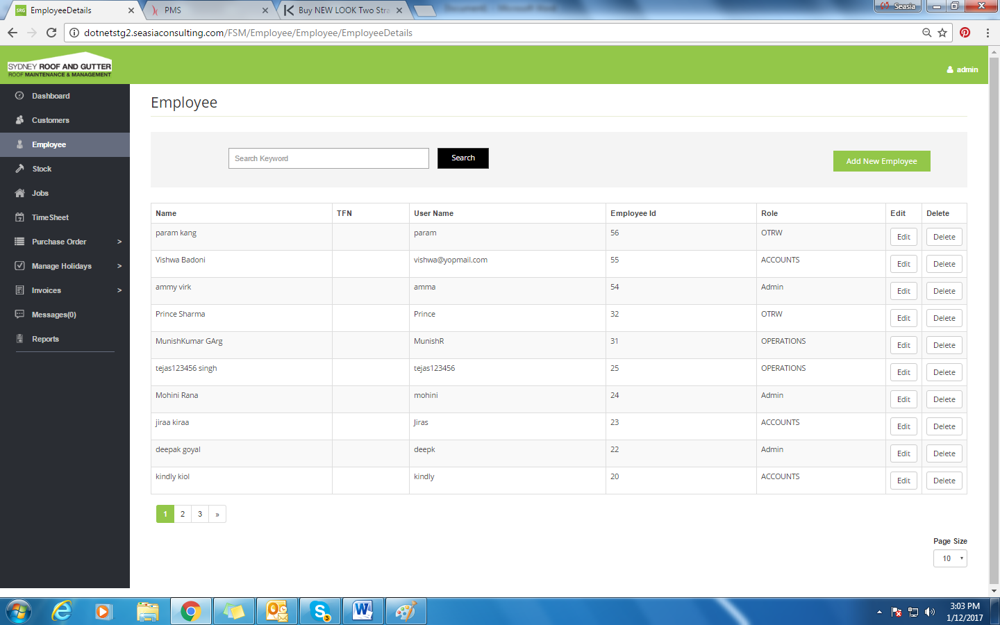 EmployeeDetails
PMS
Buy NEW LOOK Two Stra
Seasia
dotnetstg2.seasiaconsulting.com/FSM/Employee/Employee/EmployeeDetails
SYDNEY ROOF AND GUTTER
ROOF MAINTENANCE & MANAGEMENT
admin
Dashboard
Customers
Employee
Stock
Jobs
TimeSheet
Purchase Order >
Manage Holidays >
Invoices >
Messages(0)
Reports
Employee
Search Keyword
Search
Add New Employee
Name TFN User Name Employee Id Role Edit Delete
param kang param 56 OTRW Edit Delete
Vishwa Badoni vishwa@yopmail.com 55 ACCOUNTS Edit Delete
ammy virk amma 54 Admin Edit Delete
Prince Sharma Prince 32 OTRW Edit Delete
MunishKumar GArg MunishR 31 OPERATIONS Edit Delete
tejas123456 singh tejas123456 25 OPERATIONS Edit Delete
Mohini Rana mohini 24 Admin Edit Delete
jiraa kiraa Jiras 23 ACCOUNTS Edit Delete
deepak goyal deepk 22 Admin Edit Delete
kindly kiol kindly 20 ACCOUNTS Edit Delete
1 2 3 »
Page Size
10
3:03 PM
1/12/2017